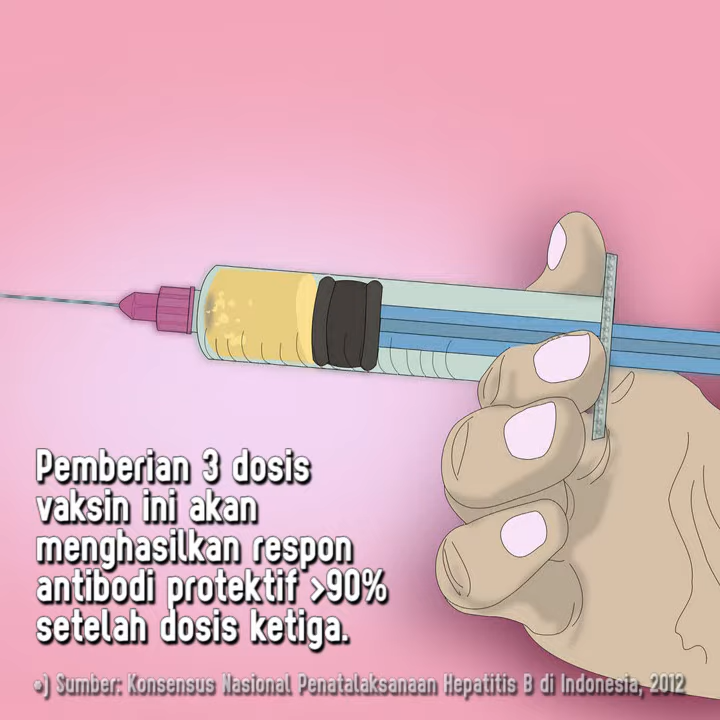 Pemberian 3 dosis
vaksin ini akan
menghasilkan respon
antibodi protektif >90%
setelah dosis ketiga.
*) Sumber: Konsensus Nasional Penatalaksanaan Hepatitis B di Indonesia, 2012